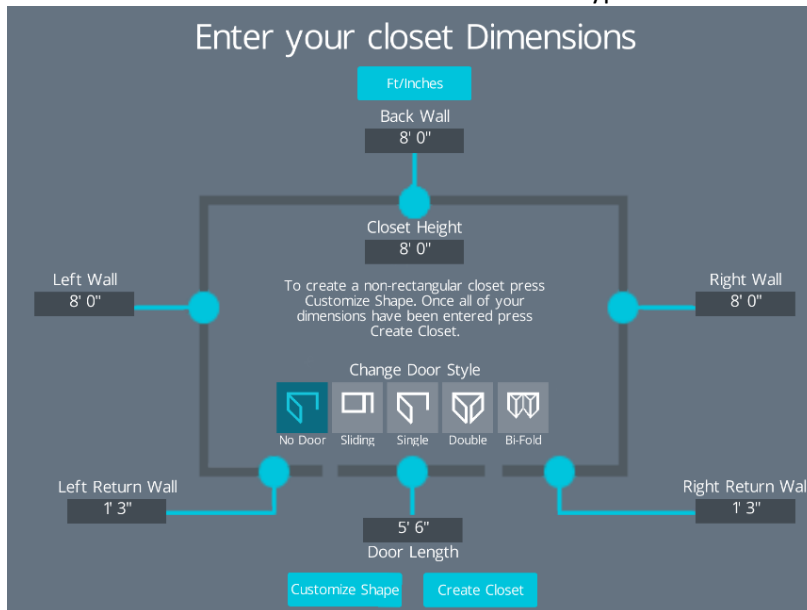 Enter your closet Dimensions
Ft/Inches
Back Wall
8' 0"
Closet Height
8' 0"
Left Wall
8' 0"
Right Wall
8' 0"
To create a non-rectangular closet press
Customize Shape. Once all of your
dimensions have been entered press
Create Closet.
Change Door Style
No Door Sliding Single Double Bi-Fold
Left Return Wall
1' 3"
Right Return Wal
1' 3"
5' 6"
Door Length
Customize Shape Create Closet